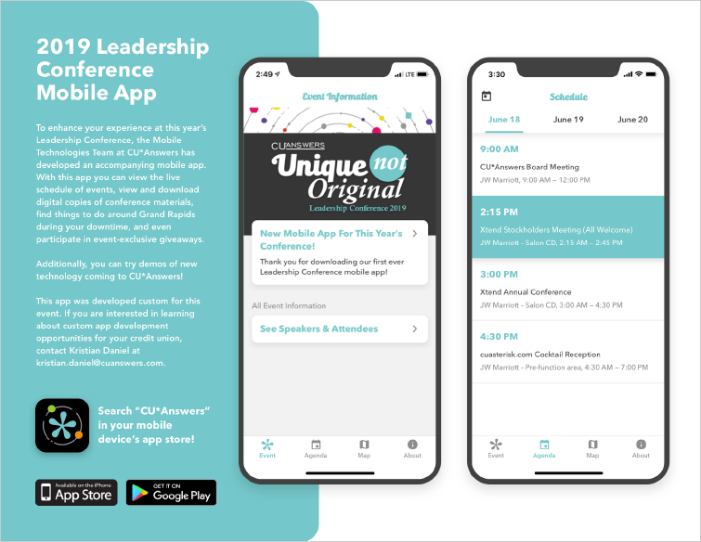 2019 Leadership
Conference
Mobile App
To enhance your experience at this year's
Leadership Conference, the Mobile
Technologies Team at CU*Answers has
developed an accompanying mobile app.
With this app you can view the live
schedule of events, view and download
digital copies of conference materials,
find things to do around Grand Rapids
during your downtime, and even
participate in event-exclusive giveaways.
Additionally, you can try demos of new
technology coming to CU*Answers!
This app was developed custom for this
event. If you are interested in learning
about custom app development
opportunities for your credit union,
contact Kristian Daniel at
kristian.daniel@cuanswers.com.
Search "CU*Answers"
in your mobile
device's app store!
Available on the iPhone
App Store
GET IT ON
Google Play
2:49
LTE
Event Information
CU*ANSWERS
Unique not
Original
Leadership Conference 2019
New Mobile App For This Year's
Conference!
Thank you for downloading our first ever
Leadership Conference mobile app!
All Event Information
See Speakers & Attendees
Event
Agenda
Map
About
3:30
Schedule
June 18
June 19
June 20
9:00 AM
CU*Answers Board Meeting
JW Marriott, 9:00 AM – 12:00 PM
2:15 PM
Xtend Stockholders Meeting (All Welcome)
JW Marriott - Salon CD, 2:15 AM – 2:45 PM
3:00 PM
Xtend Annual Conference
JW Marriott - Salon CD, 3:00 AM – 4:30 PM
4:30 PM
cuasterisk.com Cocktail Reception
JW Marriott - Pre-function area, 4:30 AM – 7:00 PM
Event
Agenda
Map
About